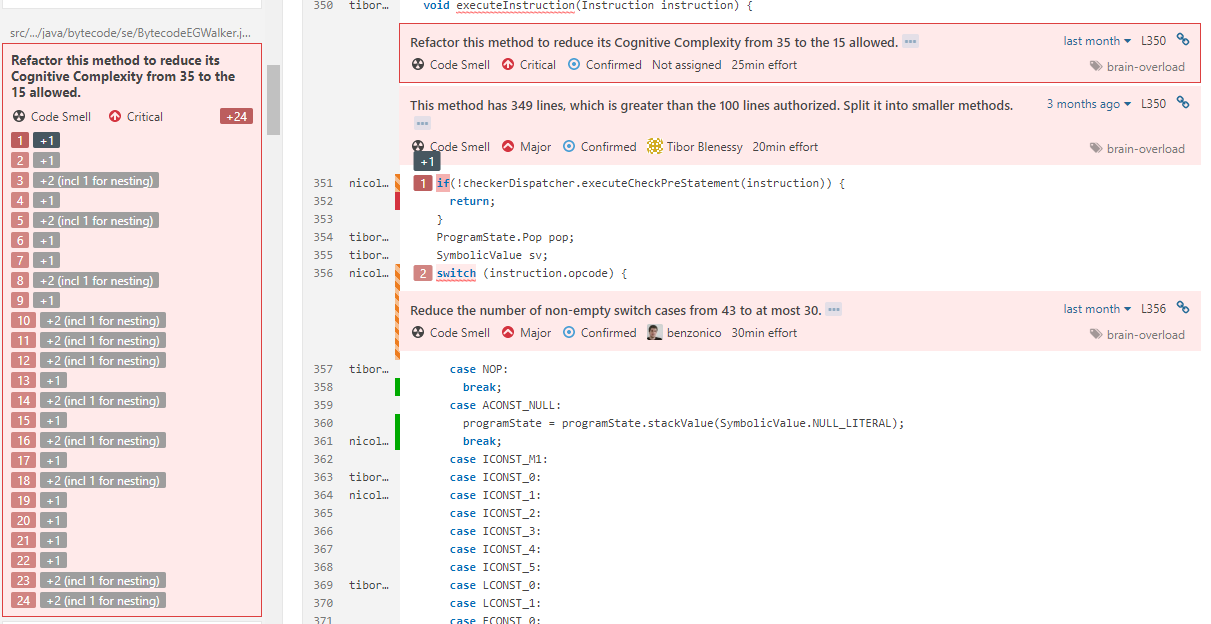 src/.../java/bytecode/se/BytecodeEGWalker.j...
Refactor this method to reduce its
Cognitive Complexity from 35 to the
15 allowed.
Code Smell Critical +24
1 +1
2 +1
3 +2 (incl 1 for nesting)
4 +1
5 +2 (incl 1 for nesting)
6 +1
7 +1
8 +2 (incl 1 for nesting)
9 +1
10 +2 (incl 1 for nesting)
11 +2 (incl 1 for nesting)
12 +2 (incl 1 for nesting)
13 +1
14 +2 (incl 1 for nesting)
15 +1
16 +2 (incl 1 for nesting)
17 +1
18 +2 (incl 1 for nesting)
19 +1
20 +1
21 +1
22 +1
23 +2 (incl 1 for nesting)
24 +2 (incl 1 for nesting)
350 tibor... void executeInstruction(Instruction instruction) {
Refactor this method to reduce its Cognitive Complexity from 35 to the 15 allowed. ... last month L350
Code Smell Critical Confirmed Not assigned 25min effort brain-overload
This method has 349 lines, which is greater than the 100 lines authorized. Split it into smaller methods. 3 months ago L350
...
Code Smell Major Confirmed Tibor Blenessy 20min effort brain-overload
+1
351 nicol... 1 if(!checkerDispatcher.executeCheckPreStatement(instruction)) {
352 return;
353 }
354 tibor... ProgramState.Pop pop;
355 tibor... SymbolicValue sv;
356 nicol... 2 switch (instruction.opcode) {
Reduce the number of non-empty switch cases from 43 to at most 30. ... last month L356
Code Smell Major Confirmed benzonico 30min effort brain-overload
357 tibor... case NOP:
358 break;
359 case ACONST_NULL:
360 programState = programState.stackValue(SymbolicValue.NULL_LITERAL);
361 nicol... break;
362 case ICONST_M1:
363 tibor... case ICONST_0:
364 nicol... case ICONST_1:
365 case ICONST_2:
366 case ICONST_3:
367 case ICONST_4:
368 case ICONST_5:
369 tibor... case LCONST_0:
370 case LCONST_1:
371 case FCONST_0: